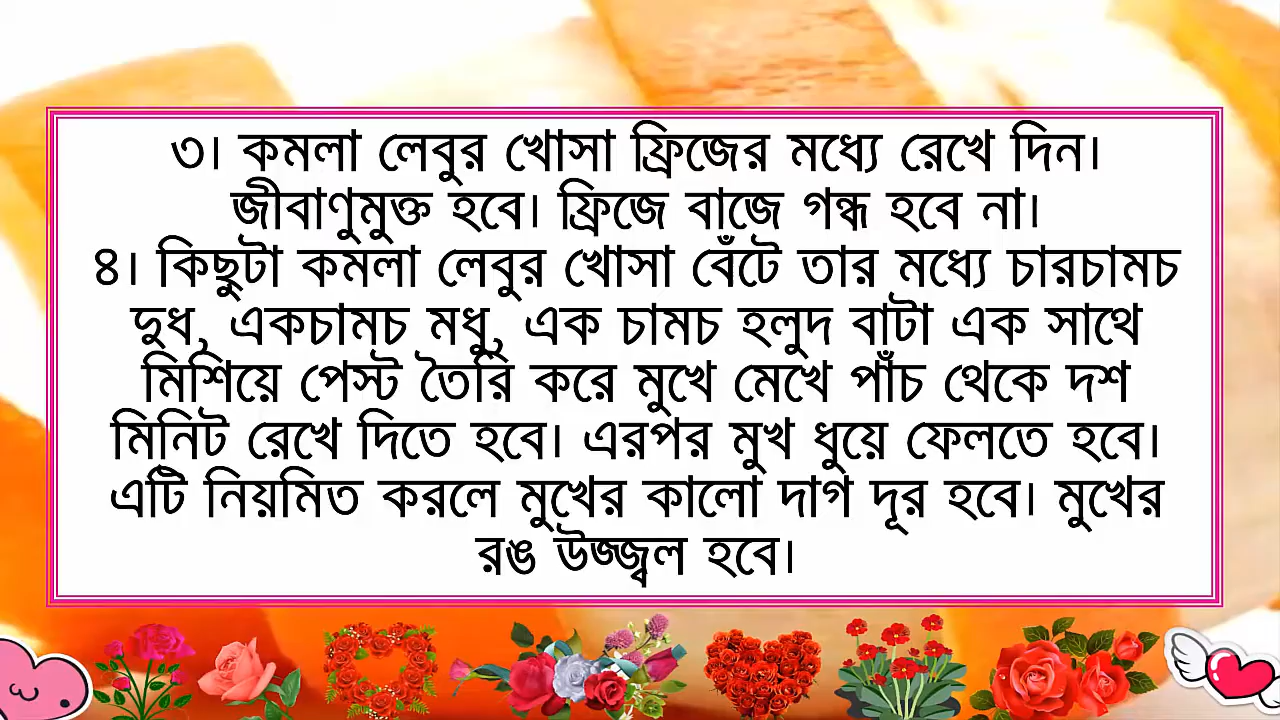 ৩। কমলা লেবুর খোসা ফ্রিজের মধ্যে রেখে দিন।
জীবাণুমুক্ত হবে। ফ্রিজে বাজে গন্ধ হবে না।
৪। কিছুটা কমলা লেবুর খোসা বেঁটে তার মধ্যে চারচামচ
দুধ, একচামচ মধু, এক চামচ হলুদ বাটা এক সাথে
মিশিয়ে পেস্ট তৈরি করে মুখে মেখে পাঁচ থেকে দশ
মিনিট রেখে দিতে হবে। এরপর মুখ ধুয়ে ফেলতে হবে।
এটি নিয়মিত করলে মুখের কালো দাগ দূর হবে। মুখের
রঙ উজ্জ্বল হবে।